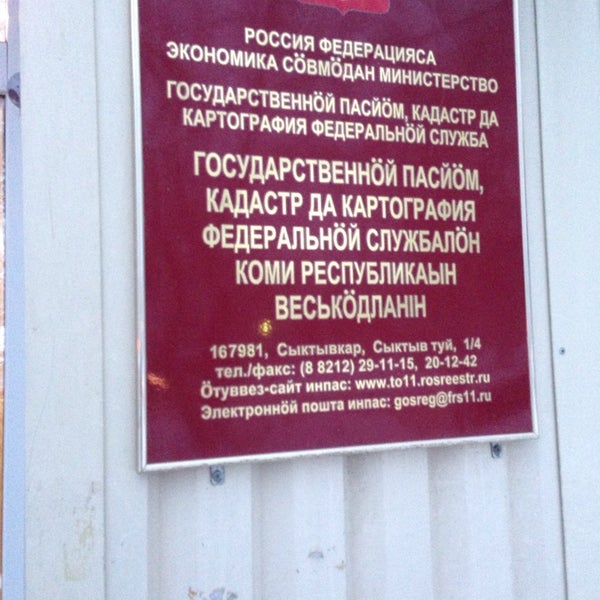 РОССИЯ ФЕДЕРАЦИЯСА
ЭКОНОМИКА СӦВМӦДАН МИНИСТЕРСТВО
ГОСУДАРСТВЕННӦЙ ПАСЙӦМ, КАДАСТР ДА
КАРТОГРАФИЯ ФЕДЕРАЛЬНӦЙ СЛУЖБА
ГОСУДАРСТВЕННӦЙ ПАСЙӦМ,
КАДАСТР ДА КАРТОГРАФИЯ
ФЕДЕРАЛЬНӦЙ СЛУЖБАЛӦН
КОМИ РЕСПУБЛИКАЫН
ВЕСЬКӦДЛАНІН
167981, Сыктывкар, Сыктыв туй, 1/4
тел./факс: (8 8212) 29-11-15, 20-12-42
Ӧтуввез-сайт инпас: www.to11.rosreestr.ru
Электроннӧй пошта инпас: gosreg@frs11.ru